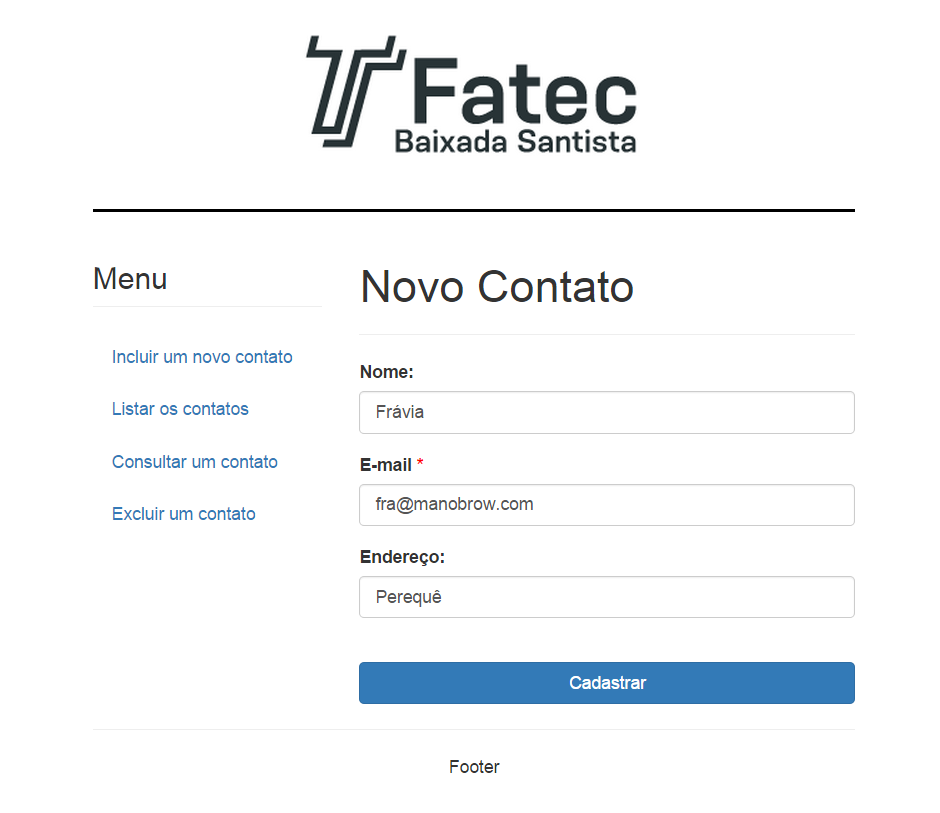 Fatec
Baixada Santista
Menu
Incluir um novo contato
Listar os contatos
Consultar um contato
Excluir um contato
Novo Contato
Nome:
Frávia
E-mail *
fra@manobrow.com
Endereço:
Perequê
Cadastrar
Footer